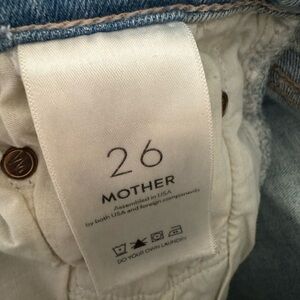 26
MOTHER
Assembled in USA
by both USA and foreign components
DO YOUR OWN LAUNDRY